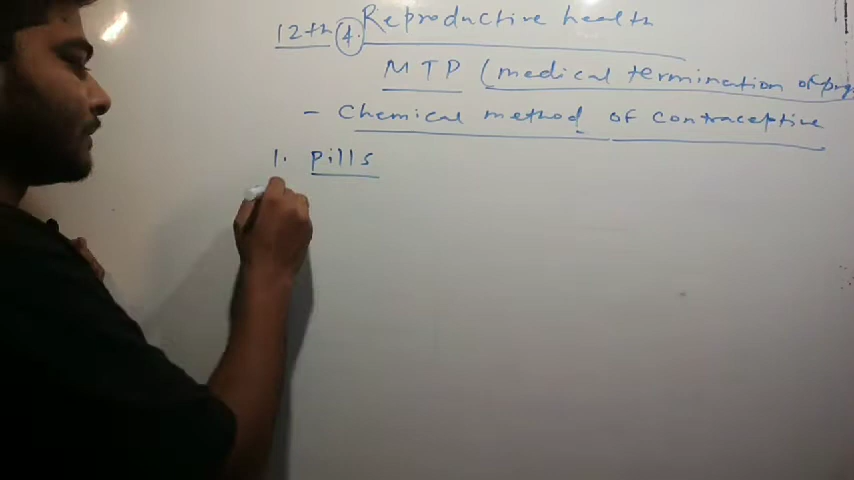 12th 4. Reproductive health
MTP (medical termination of
- Chemical method of contraceptive
1. pills